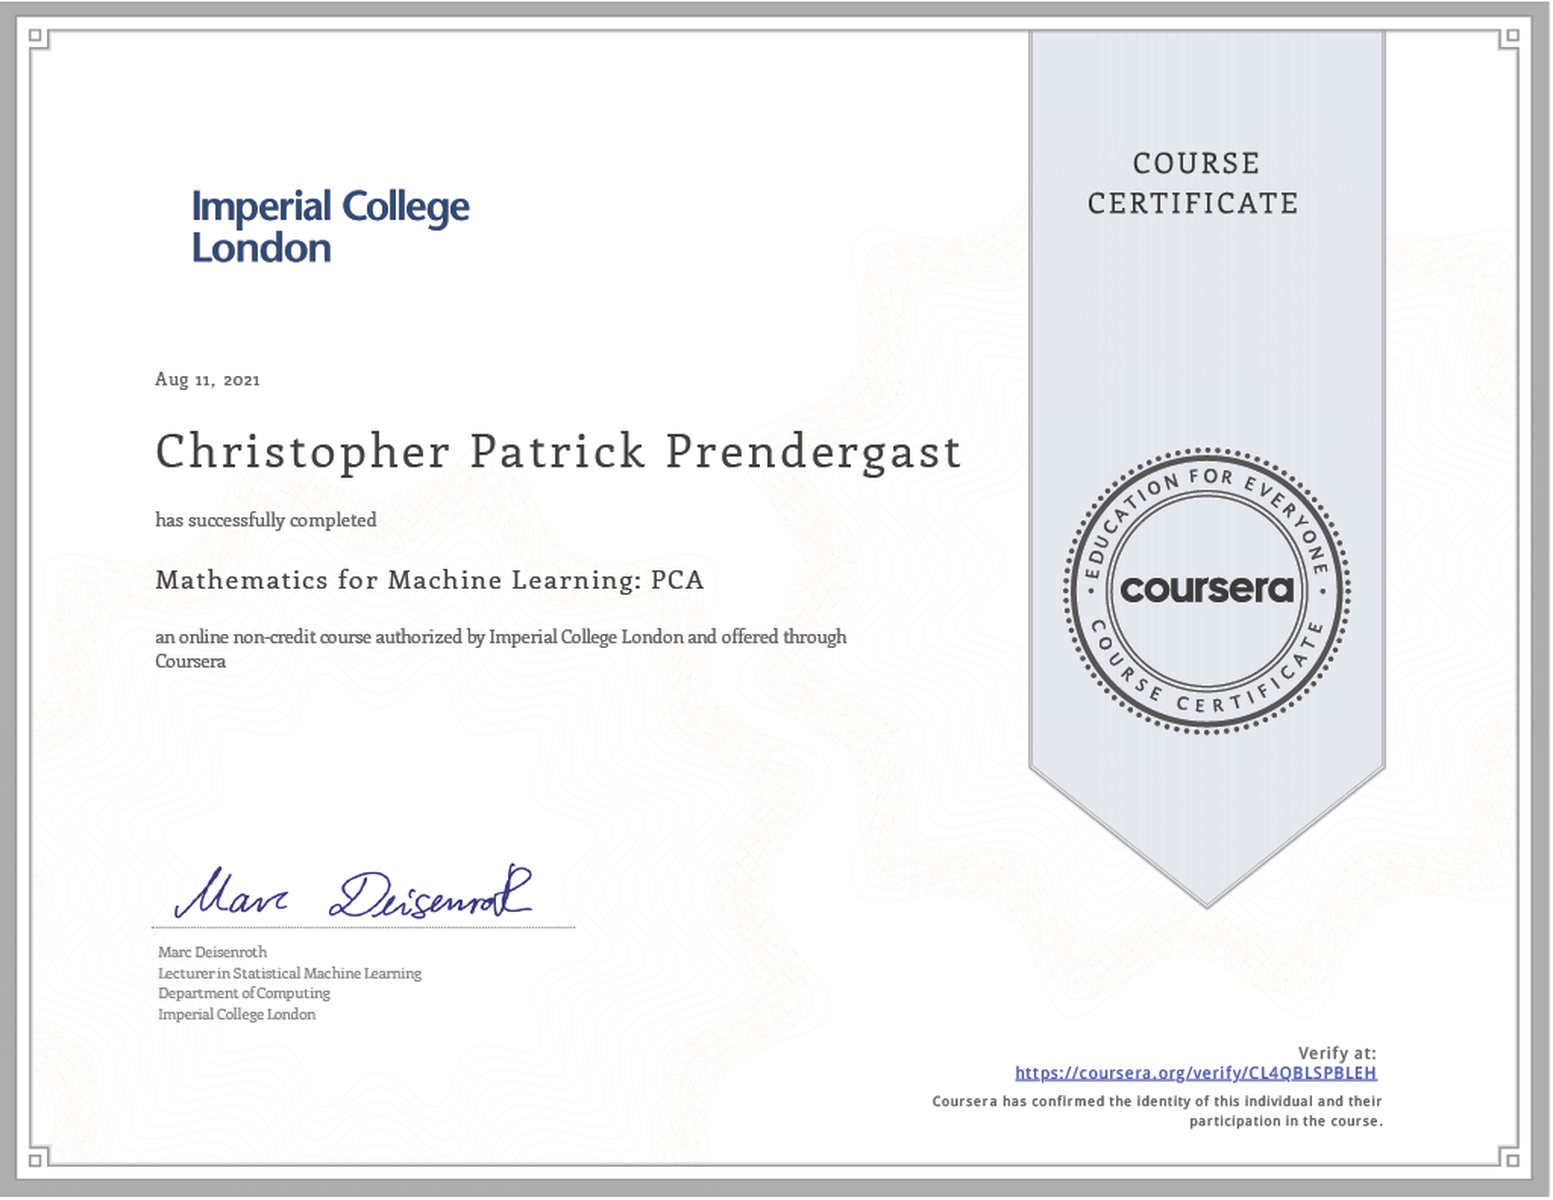 Imperial College
London
COURSE
CERTIFICATE
Aug 11, 2021
Christopher Patrick Prendergast
has successfully completed
Mathematics for Machine Learning: PCA
an online non-credit course authorized by Imperial College London and offered through
Coursera
EDUCATION FOR EVERYONE
coursera
COURSE CERTIFICATE
Marc Deisenroth
Marc Deisenroth
Lecturer in Statistical Machine Learning
Department of Computing
Imperial College London
Verify at:
https://coursera.org/verify/CL4QBLSPBLEH
Coursera has confirmed the identity of this individual and their
participation in the course.